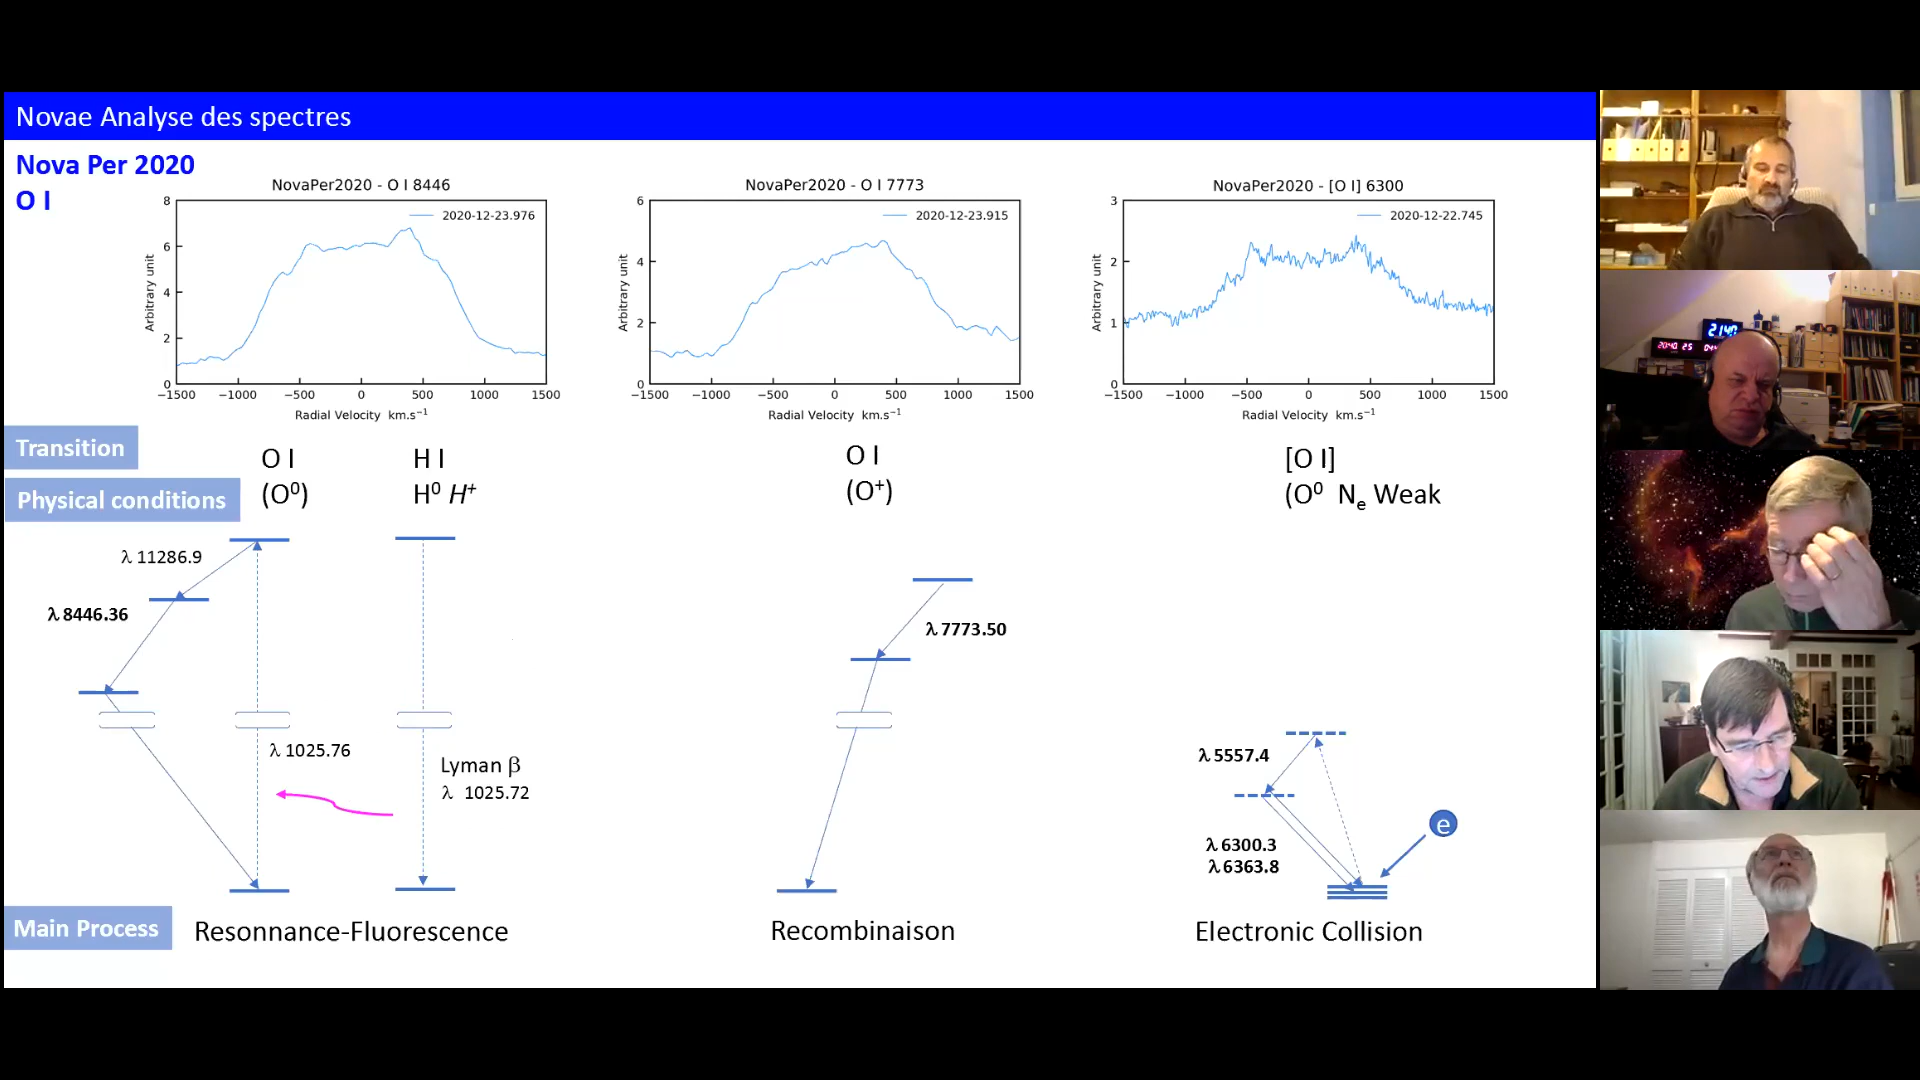 Novae Analyse des spectres
Nova Per 2020
O I
NovaPer2020 - O I 8446
8
6
4
2
0
Arbitrary unit
2020-12-23.976
−1500 −1000 −500 0 500 1000 1500
Radial Velocity km.s⁻¹
NovaPer2020 - O I 7773
6
4
2
0
Arbitrary unit
2020-12-23.915
−1500 −1000 −500 0 500 1000 1500
Radial Velocity km.s⁻¹
NovaPer2020 - [O I] 6300
3
2
1
0
Arbitrary unit
2020-12-22.745
−1500 −1000 −500 0 500 1000 1500
Radial Velocity km.s⁻¹
Transition
O I
H I
O I
[O I]
Physical conditions
(O⁰)
H⁰ H⁺
(O⁺)
(O⁰ Nₑ Weak
λ 11286.9
λ 8446.36
λ 1025.76
Lyman β
λ 1025.72
λ 7773.50
λ 5557.4
λ 6300.3
λ 6363.8
e
Main Process
Resonnance-Fluorescence
Recombinaison
Electronic Collision